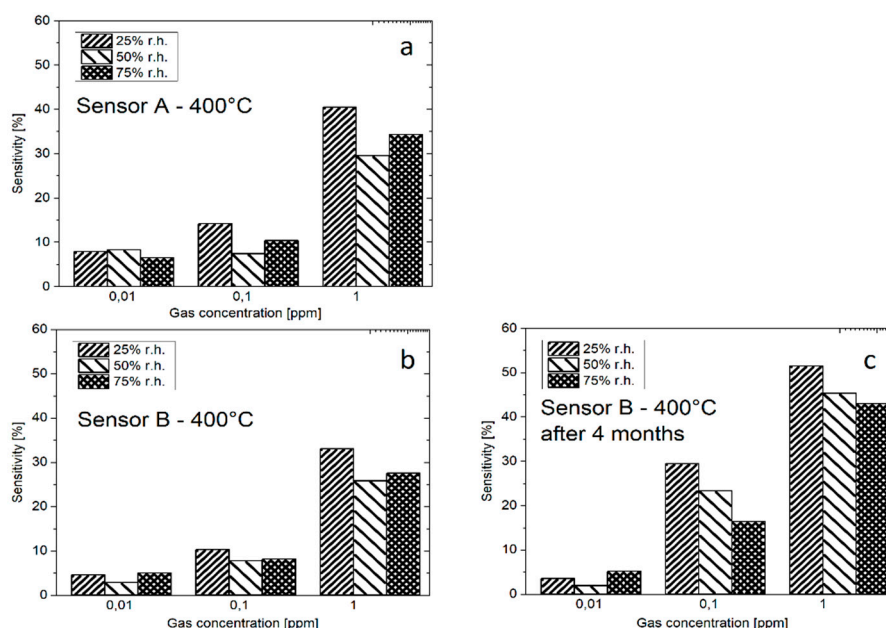 60
50
40
30
20
10
0
Sensitivity [%]
25% r.h.
50% r.h.
75% r.h.
a
Sensor A - 400°C
0,01 0,1 1
Gas concentration [ppm]
60
50
40
30
20
10
0
Sensitivity [%]
25% r.h.
50% r.h.
75% r.h.
b
Sensor B - 400°C
0,01 0,1 1
Gas concentration [ppm]
60
50
40
30
20
10
0
Sensitivity [%]
25% r.h.
50% r.h.
75% r.h.
c
Sensor B - 400°C
after 4 months
0,01 0,1 1
Gas concentration [ppm]